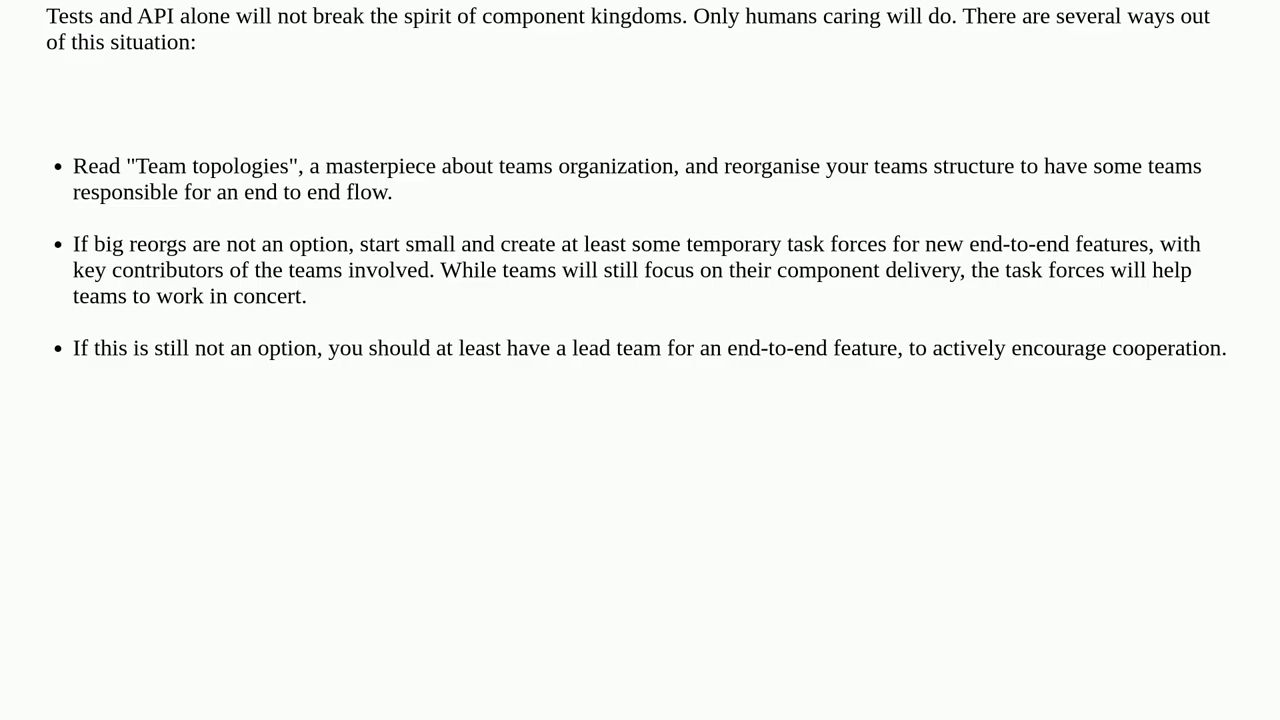 Tests and API alone will not break the spirit of component kingdoms. Only humans caring will do. There are several ways out
of this situation:
• Read "Team topologies", a masterpiece about teams organization, and reorganise your teams structure to have some teams
responsible for an end to end flow.
• If big reorgs are not an option, start small and create at least some temporary task forces for new end-to-end features, with
key contributors of the teams involved. While teams will still focus on their component delivery, the task forces will help
teams to work in concert.
• If this is still not an option, you should at least have a lead team for an end-to-end feature, to actively encourage cooperation.